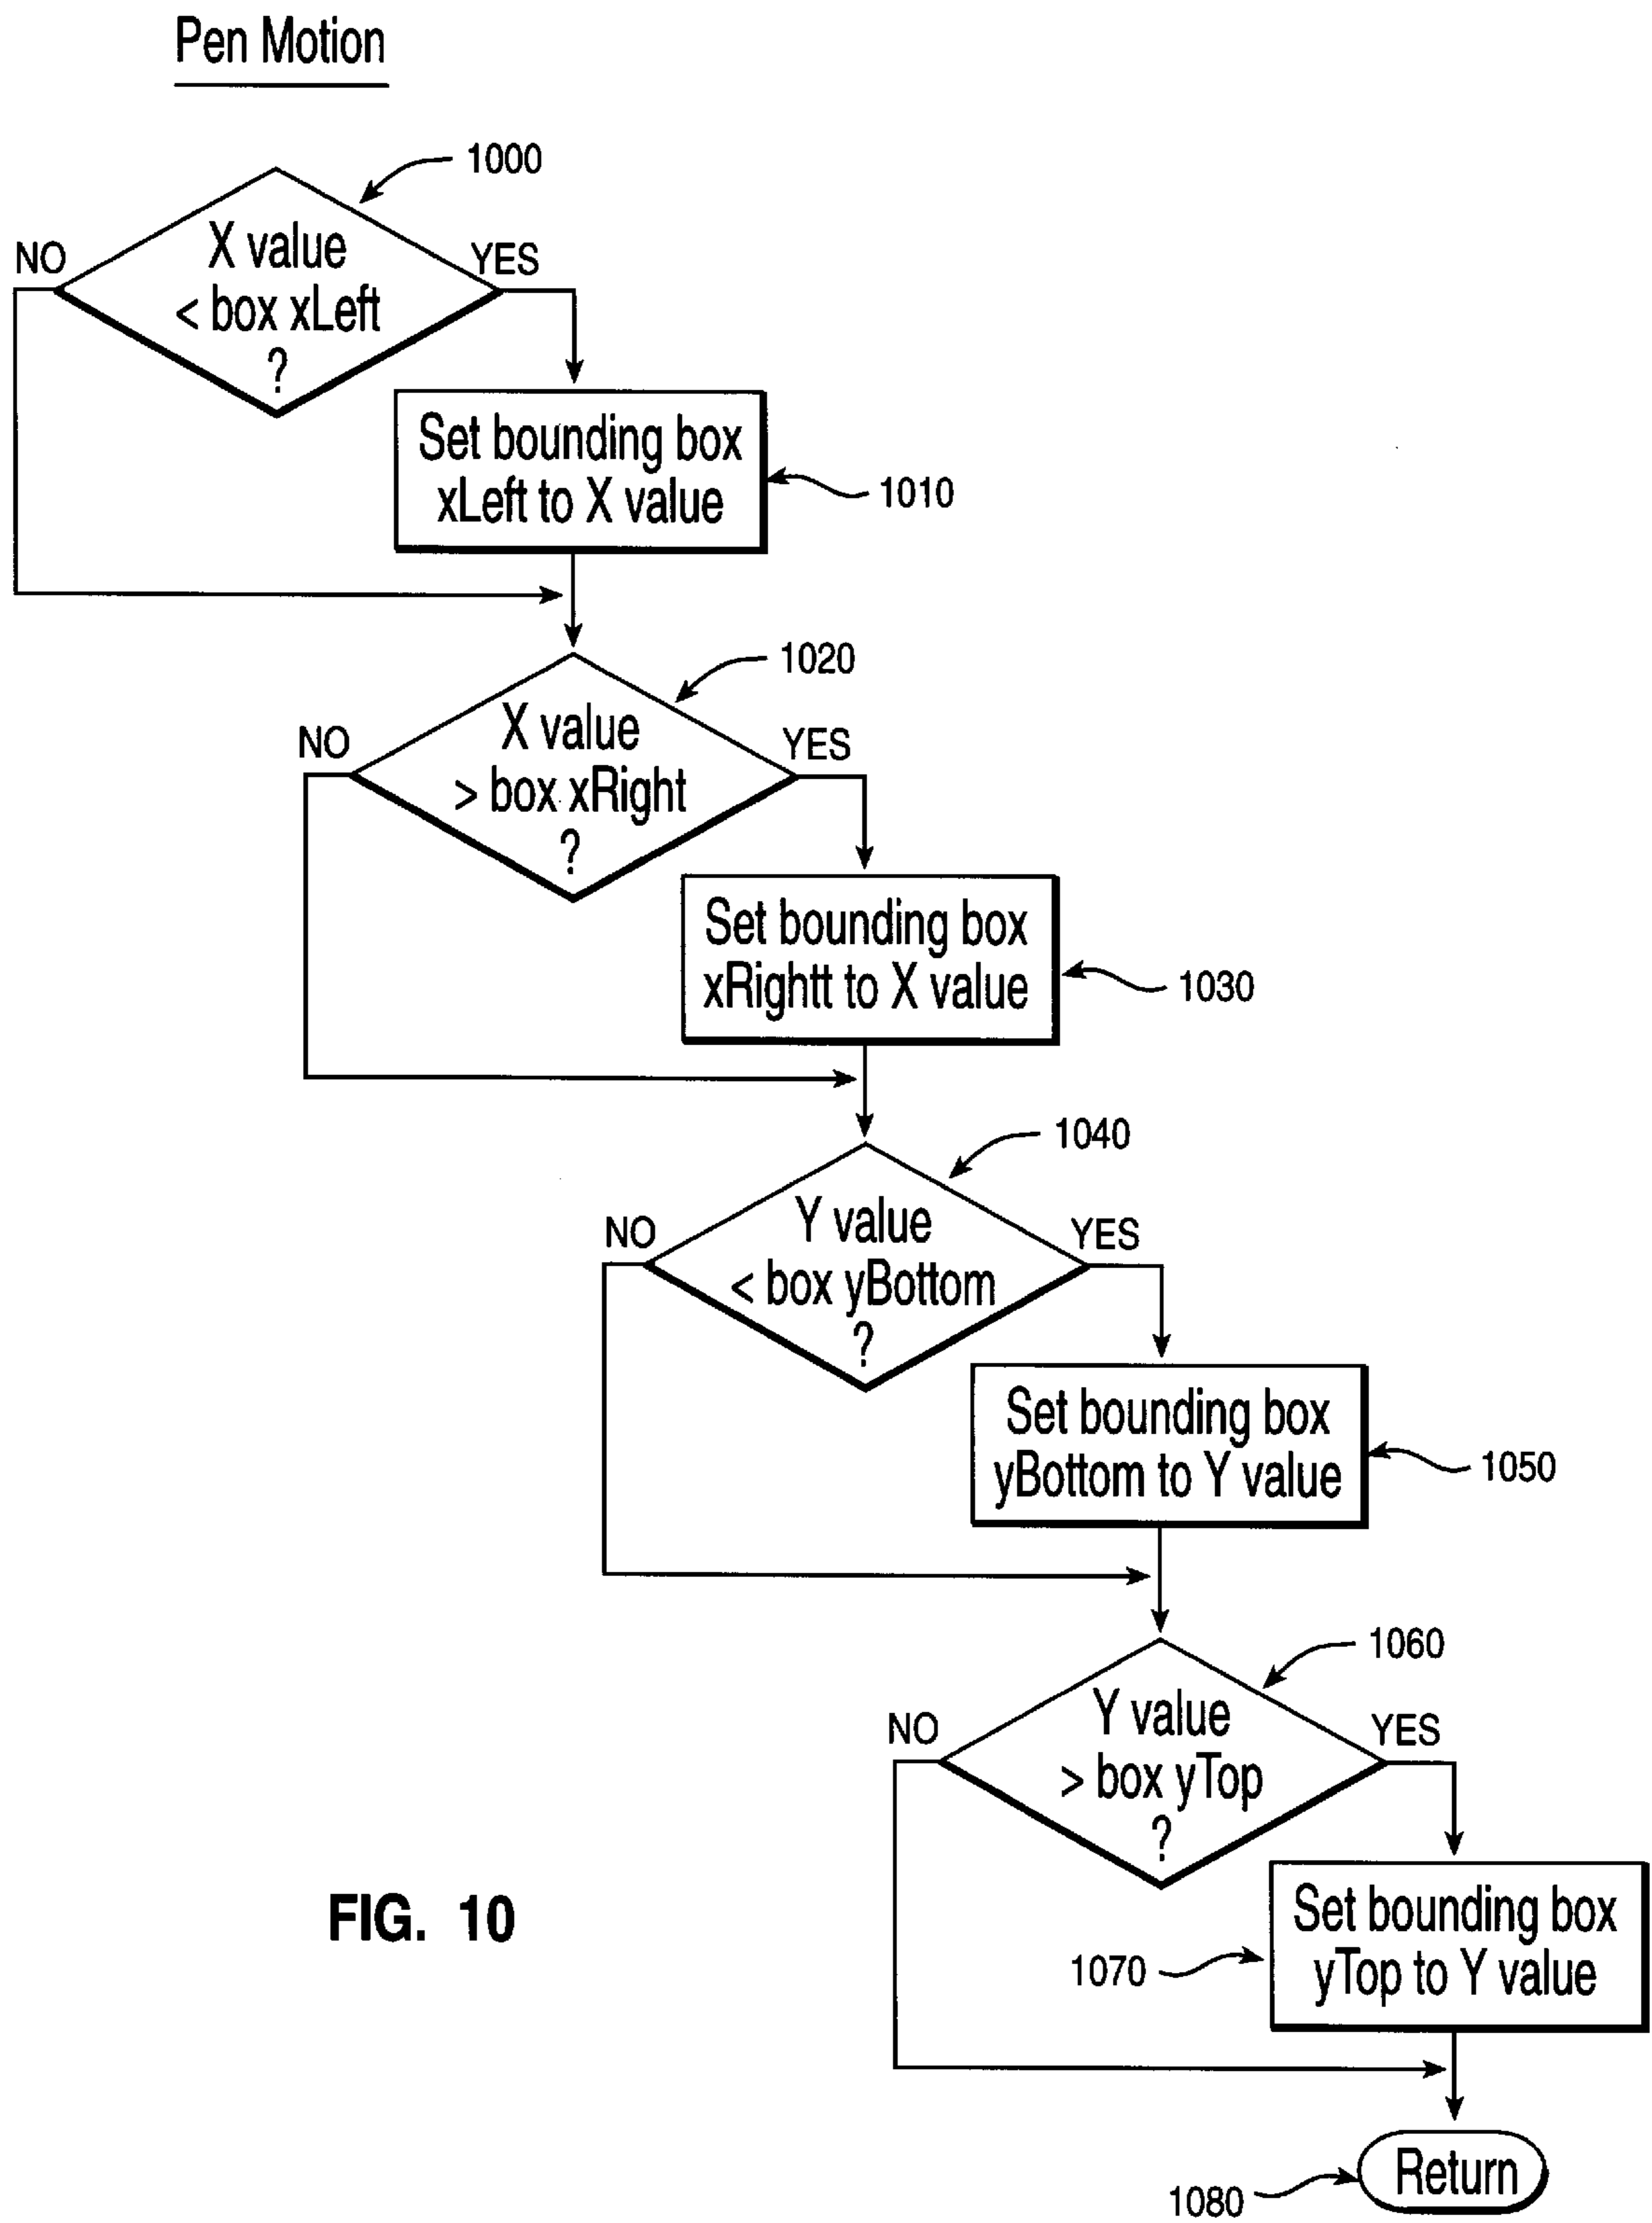 Pen Motion
1000
NO
YES
X value
< box xLeft
?
Set bounding box
xLeft to X value
1010
1020
NO
YES
X value
> box xRight
?
Set bounding box
xRightt to X value
1030
1040
NO
YES
Y value
< box yBottom
?
Set bounding box
yBottom to Y value
1050
1060
NO
YES
Y value
> box yTop
?
Set bounding box
yTop to Y value
1070
FIG. 10
Return
1080